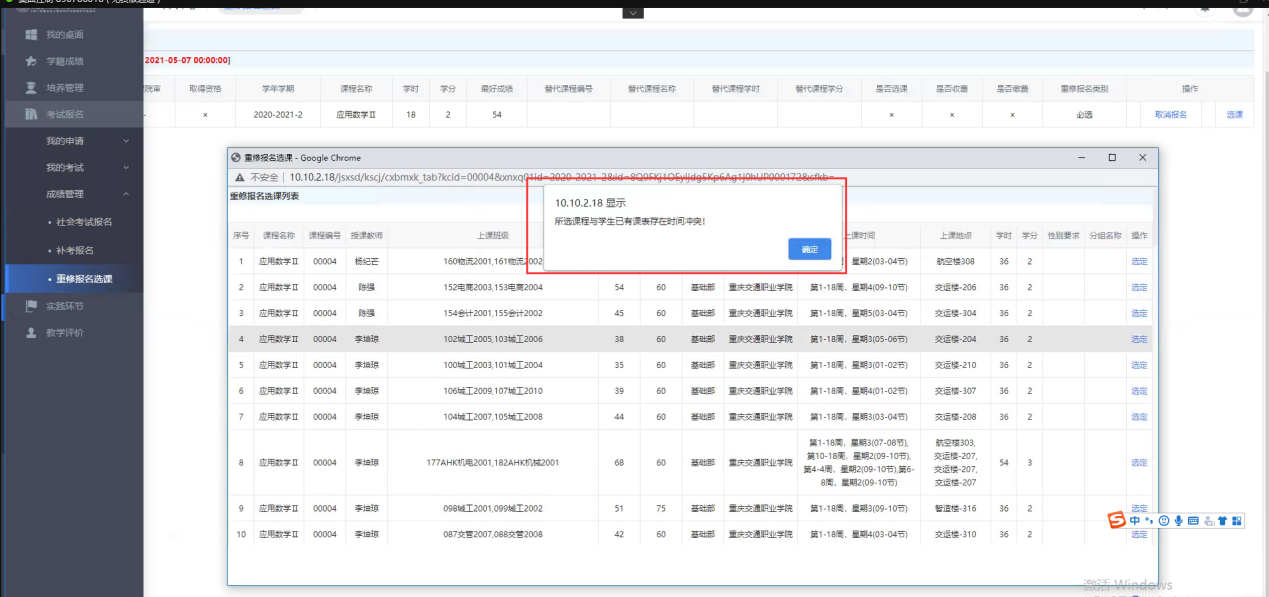 我的桌面
学籍成绩
培养管理
考试报名
我的申请
我的考试
成绩管理
• 社会考试报名
• 补考报名
• 重修报名选课
实践环节
教学评价
2021-05-07 00:00:00]
取得资格 学年学期 课程名称 学时 学分 最好成绩 替代课程编号 替代课程名称 替代课程学时 替代课程学分 是否选课 是否收费 是否缴费 重修报名类别 操作
- × 2020-2021-2 应用数学Ⅱ 18 2 54 × × × 必选 取消报名 选课
重修报名选课 - Google Chrome
不安全 | 10.10.2.18/jsxsd/kscj/cxbmxk_tab?kcid=00004&xnxq01id=2020-2021-2
重修报名选课列表
10.10.2.18 显示
所选课程与学生已有课表存在时间冲突!
确定
序号 课程名称 课程编号 授课教师 上课班级 上课时间 上课地点 学时 学分 性别要求 分组名称 操作
1 应用数学Ⅱ 00004 杨纪芒 160物流2001,161物流2002 星期2(03-04节) 航空楼308 36 2 选定
2 应用数学Ⅱ 00004 陈强 152电商2003,153电商2004 54 60 基础部 重庆交通职业学院 第1-18周，星期4(09-10节) 交运楼-206 36 2 选定
3 应用数学Ⅱ 00004 陈强 154会计2001,155会计2002 45 60 基础部 重庆交通职业学院 第1-18周，星期5(03-04节) 交运楼-304 36 2 选定
4 应用数学Ⅱ 00004 李坤琼 102城工2005,103城工2006 38 60 基础部 重庆交通职业学院 第1-18周，星期3(05-06节) 交运楼-204 36 2 选定
5 应用数学Ⅱ 00004 李坤琼 100城工2003,101城工2004 35 60 基础部 重庆交通职业学院 第1-18周，星期3(01-02节) 交运楼-210 36 2 选定
6 应用数学Ⅱ 00004 李坤琼 106城工2009,107城工2010 39 60 基础部 重庆交通职业学院 第1-18周，星期4(01-02节) 交运楼-307 36 2 选定
7 应用数学Ⅱ 00004 李坤琼 104城工2007,105城工2008 44 60 基础部 重庆交通职业学院 第1-18周，星期3(03-04节) 交运楼-208 36 2 选定
8 应用数学Ⅱ 00004 李坤琼 177AHK机电2001,182AHK机械2001 68 60 基础部 重庆交通职业学院 第1-18周，星期3(07-08节), 航空楼303, 54 3 选定
第10-18周，星期2(09-10节), 交运楼-207,
第4-4周，星期2(09-10节),第6- 交运楼-207,
8周，星期2(09-10节) 交运楼-207
9 应用数学Ⅱ 00004 李坤琼 098城工2001,099城工2002 51 75 基础部 重庆交通职业学院 第1-18周，星期3(09-10节) 智渲楼-316 36 2 选定
10 应用数学Ⅱ 00004 李坤琼 087交管2007,088交管2008 42 60 基础部 重庆交通职业学院 第1-18周，星期4(03-04节) 交运楼-310 36 2 选定
中
激活 Windows